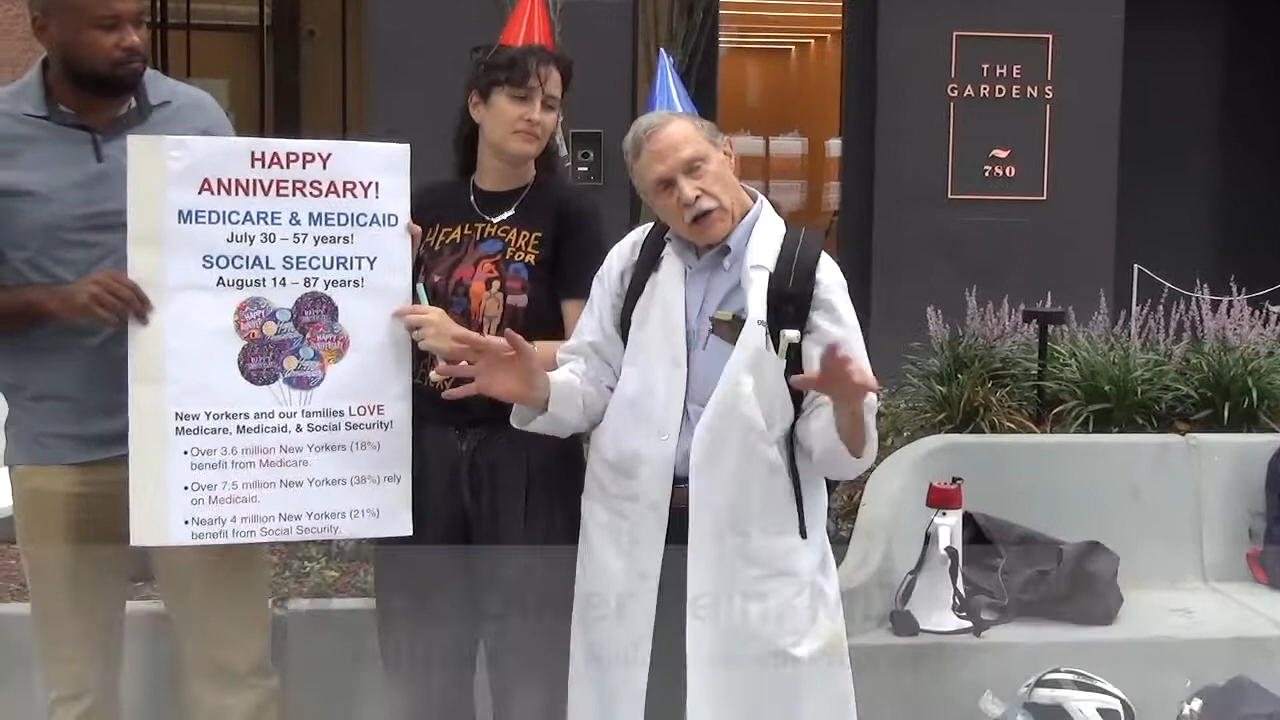 HAPPY
ANNIVERSARY!
MEDICARE & MEDICAID
July 30 – 57 years!
SOCIAL SECURITY
August 14 – 87 years!
New Yorkers and our families LOVE
Medicare, Medicaid, & Social Security!
• Over 3.6 million New Yorkers (18%)
benefit from Medicare.
• Over 7.5 million New Yorkers (38%) rely
on Medicaid.
• Nearly 4 million New Yorkers (21%)
benefit from Social Security.
HEALTHCARE
FOR
THE
GARDENS
780